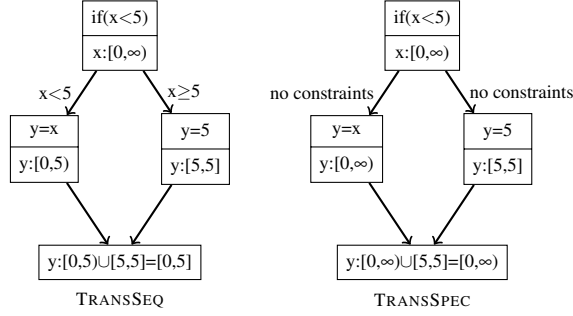 if(x<5)
x:[0,∞)
x<5
x≥5
y=x
y:[0,5)
y=5
y:[5,5]
y:[0,5)∪[5,5]=[0,5]
TRANSSEQ
if(x<5)
x:[0,∞)
no constraints
no constraints
y=x
y:[0,∞)
y=5
y:[5,5]
y:[0,∞)∪[5,5]=[0,∞)
TRANSSPEC